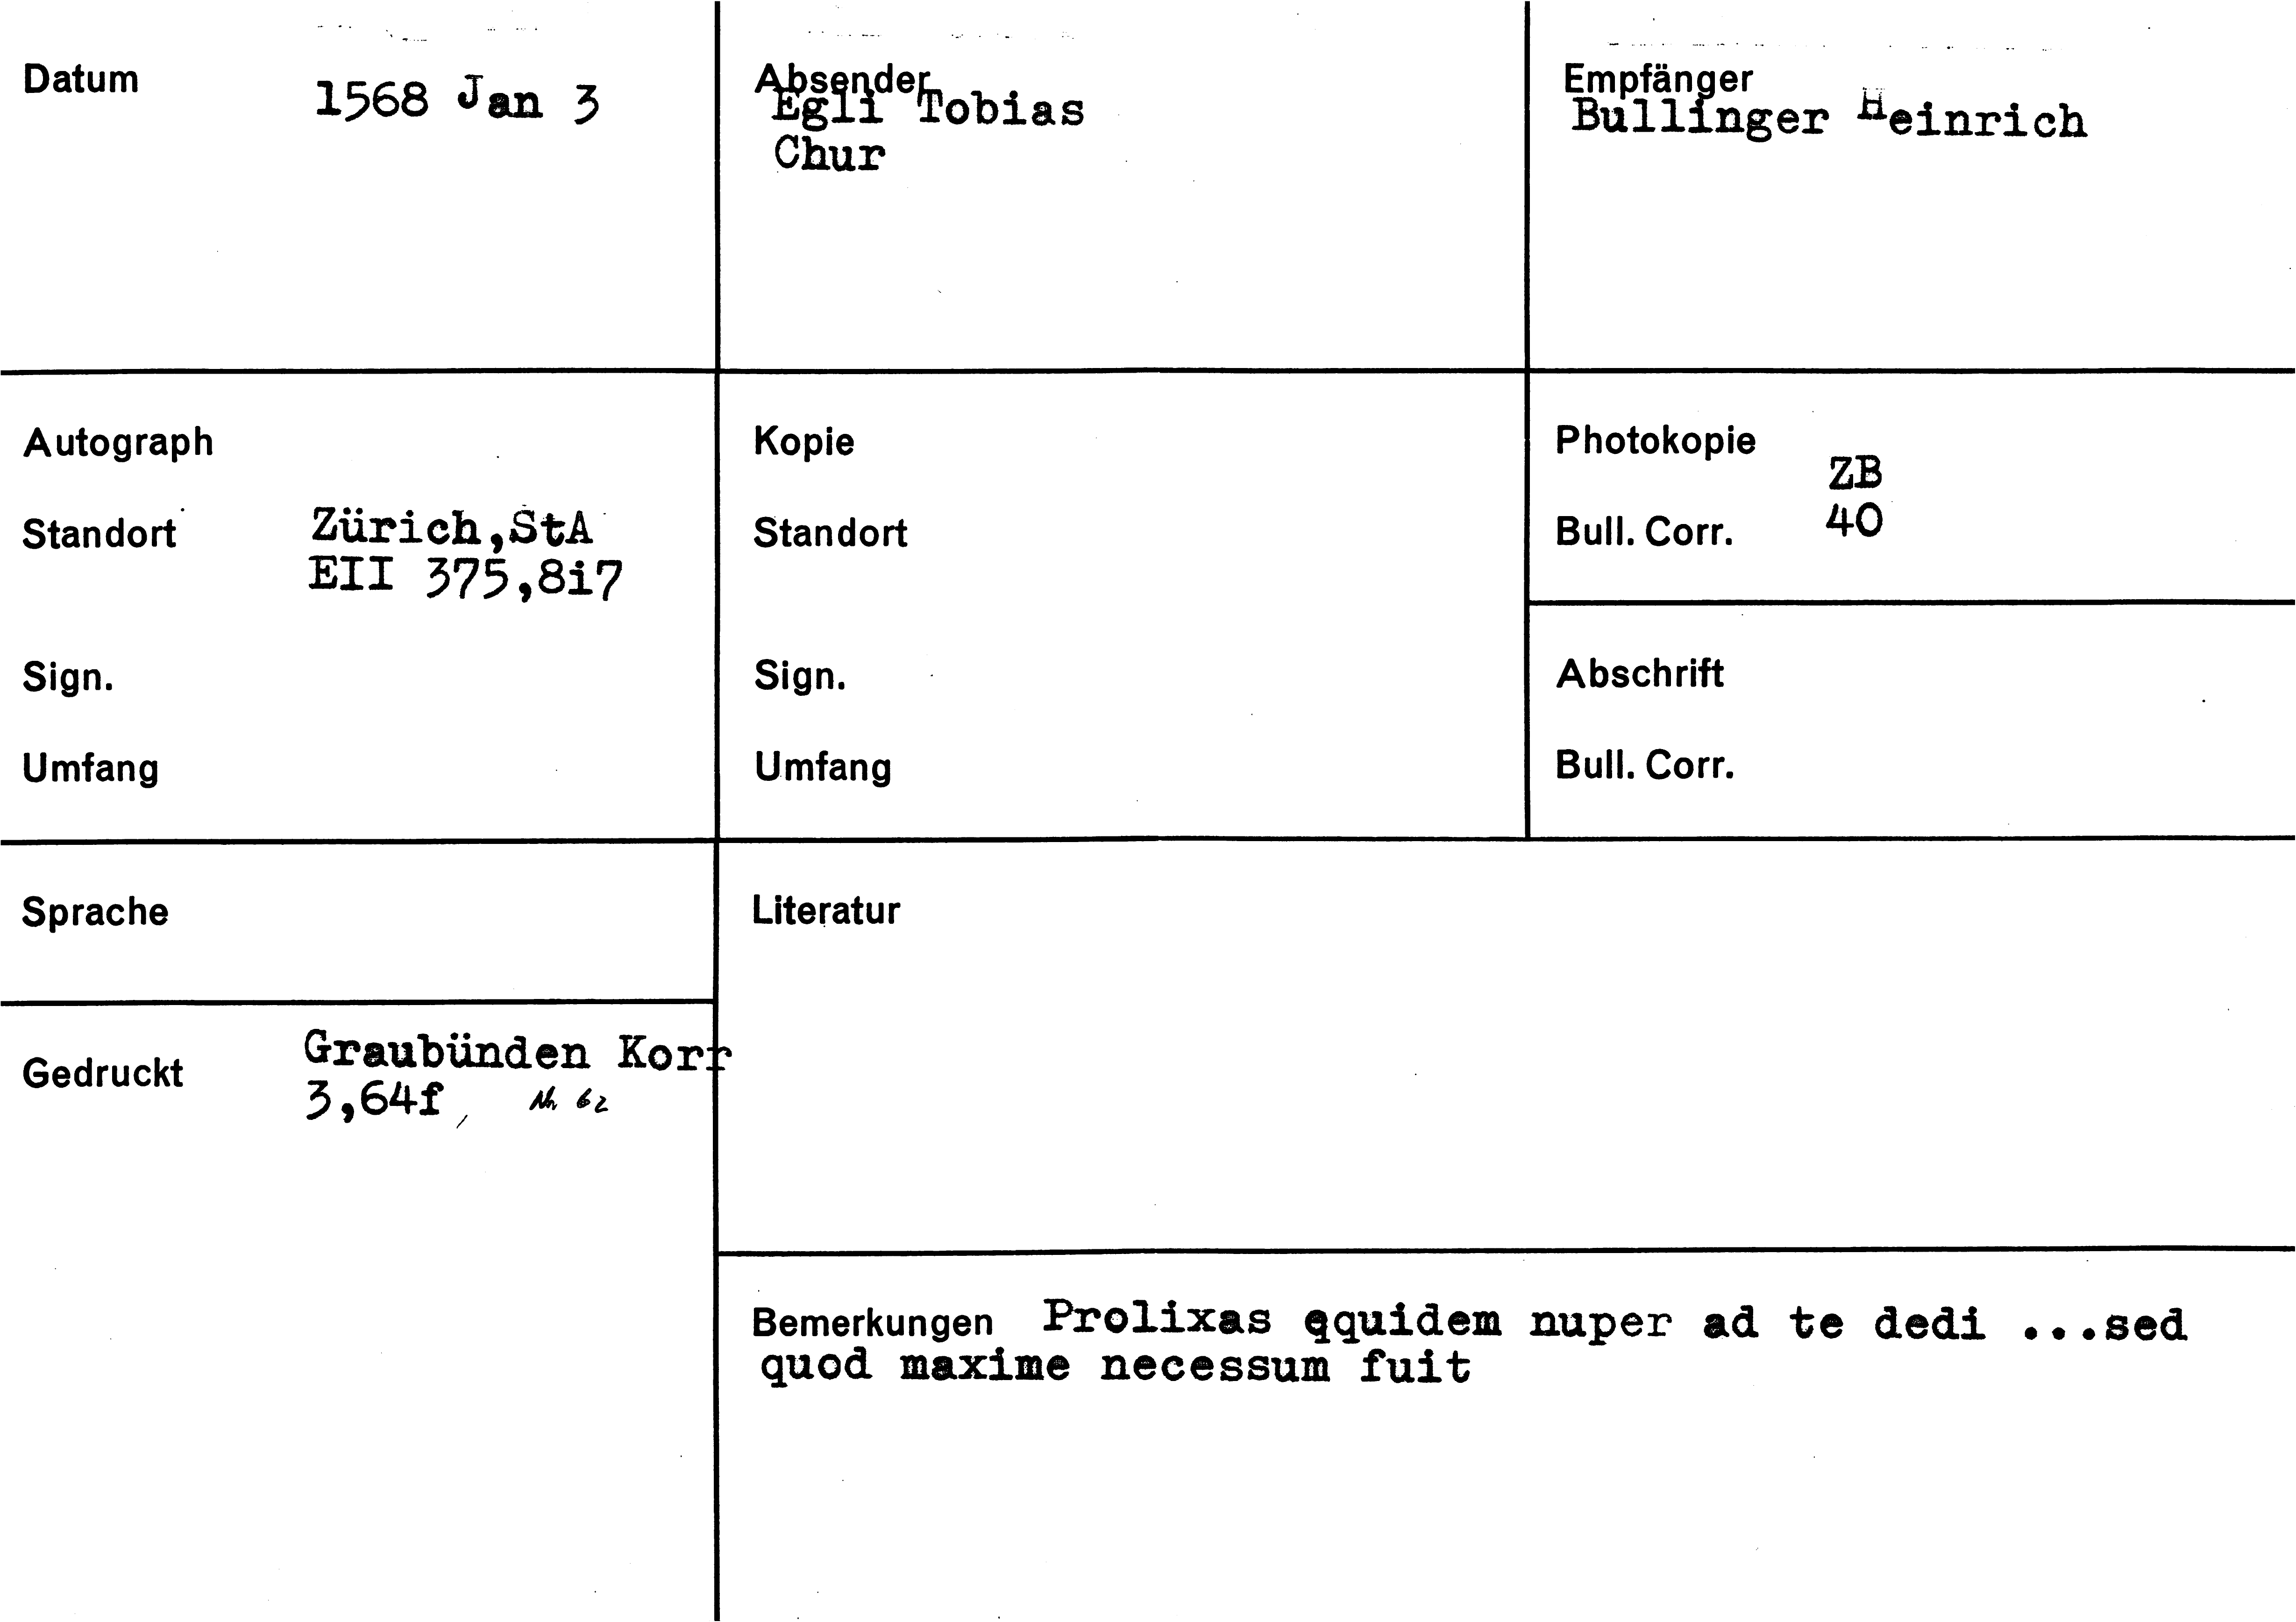 Datum 1568 Jan 3
Absender
Egli Tobias
Chur
Empfänger
Bullinger Heinrich
Autograph
Standort Zürich,StA
EII 375,8i7
Sign.
Umfang
Kopie
Standort
Sign.
Umfang
Photokopie ZB
Bull. Corr. 40
Abschrift
Bull. Corr.
Sprache
Literatur
Gedruckt Graubünden Korr
3,64f, Nr 62
Bemerkungen Prolixas equidem nuper ad te dedi ...sed
quod maxime necessum fuit